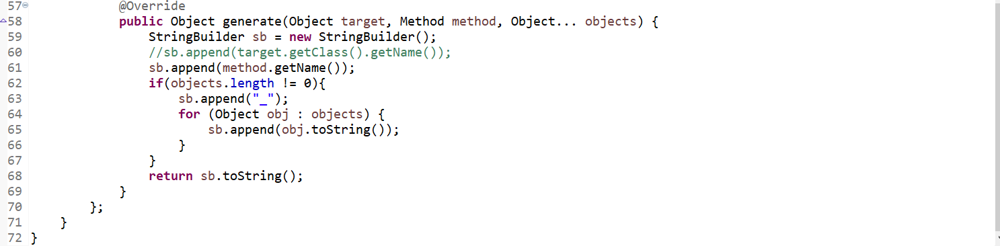 57 @Override
58 public Object generate(Object target, Method method, Object... objects) {
59 StringBuilder sb = new StringBuilder();
60 //sb.append(target.getClass().getName());
61 sb.append(method.getName());
62 if(objects.length != 0){
63 sb.append("_");
64 for (Object obj : objects) {
65 sb.append(obj.toString());
66 }
67 }
68 return sb.toString();
69 }
70 };
71 }
72 }